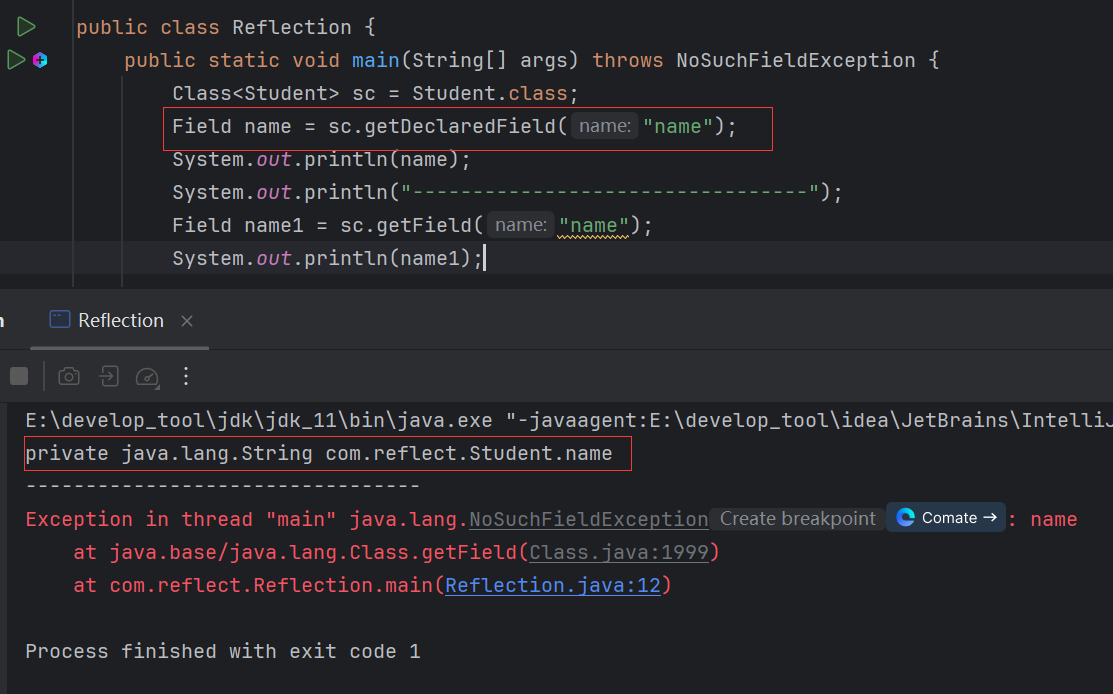 public class Reflection {
public static void main(String[] args) throws NoSuchFieldException {
Class<Student> sc = Student.class;
Field name = sc.getDeclaredField( name: "name");
System.out.println(name);
System.out.println("---------------------------------");
Field name1 = sc.getField( name: "name");
System.out.println(name1);
Reflection
E:\develop_tool\jdk\jdk_11\bin\java.exe "-javaagent:E:\develop_tool\idea\JetBrains\IntelliJ
private java.lang.String com.reflect.Student.name
---------------------------------
Exception in thread "main" java.lang.NoSuchFieldException Create breakpoint Comate → : name
at java.base/java.lang.Class.getField(Class.java:1999)
at com.reflect.Reflection.main(Reflection.java:12)
Process finished with exit code 1